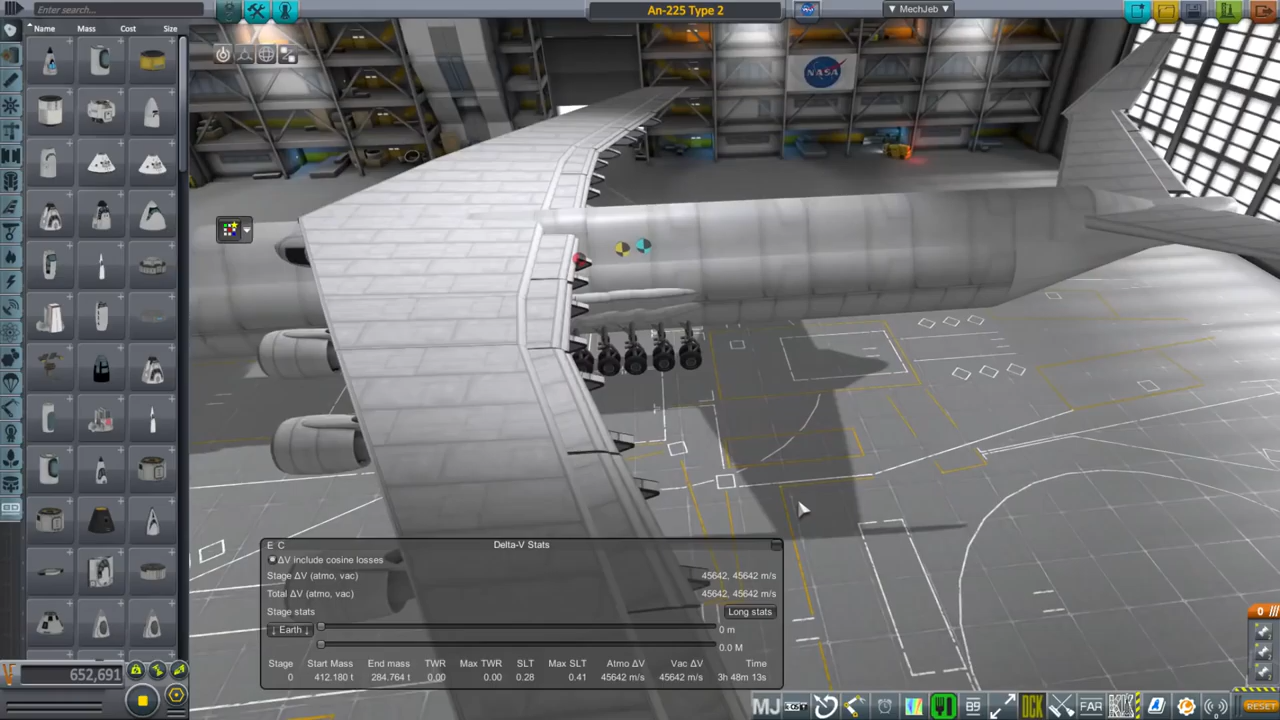 Enter search...
An-225 Type 2
▼ MechJeb ▼
Name Mass Cost Size
NASA
E C Delta-V Stats
ΔV include cosine losses
Stage ΔV (atmo, vac) 45642, 45642 m/s
Total ΔV (atmo, vac) 45642, 45642 m/s
Stage stats Long stats
↓ Earth ↓ 0 m
0.0 M
Stage Start Mass End mass TWR Max TWR SLT Max SLT Atmo ΔV Vac ΔV Time
0 412.180 t 284.764 t 0.00 0.00 0.28 0.41 45642 m/s 45642 m/s 3h 48m 13s
0
652,691
MJ DCK FAR RESET